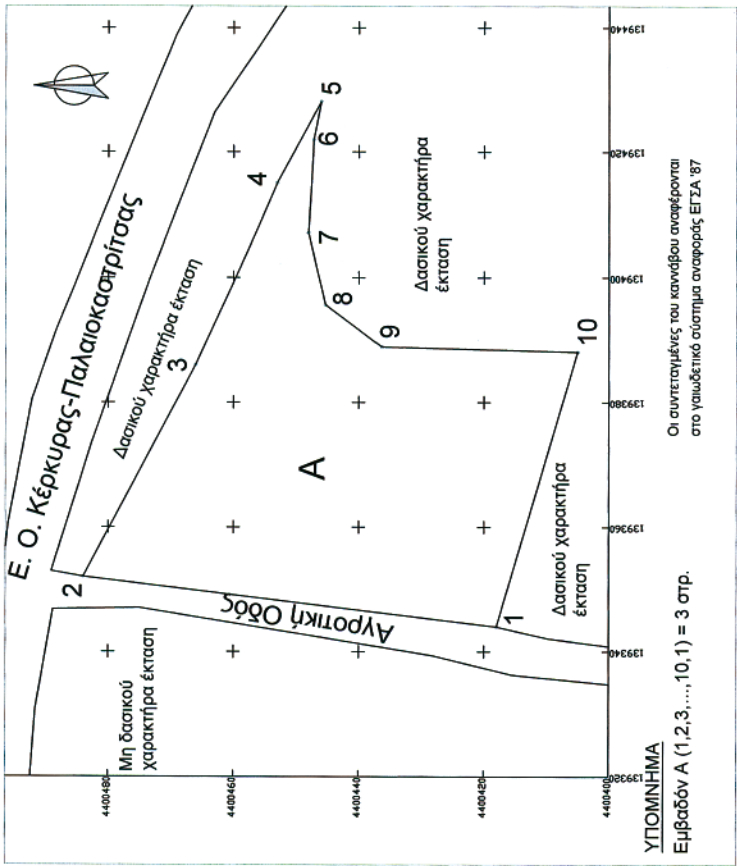 Ε. Ο. Κέρκυρας-Παλαιοκαστρίτσας
Δασικού χαρακτήρα έκταση
Μη δασικού
χαρακτήρα έκταση
Αγροτική Οδός
Δασικού χαρακτήρα
έκταση
Δασικού χαρακτήρα
έκταση
Α
1
2
3
4
5
6
7
8
9
10
4400480
4400460
4400440
4400420
4400400
139320
139340
139360
139380
139400
139420
139440
Οι συντεταγμένες του καννάβου αναφέρονται
στο γαιωδετικό σύστημα αναφοράς ΕΓΣΑ '87
ΥΠΟΜΝΗΜΑ
Εμβαδόν Α (1,2,3,...,10,1) = 3 στρ.